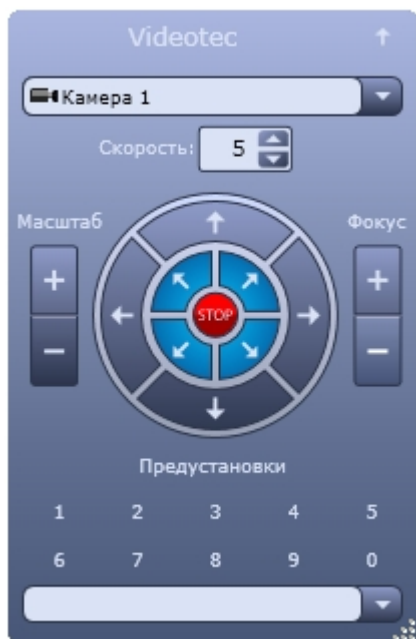 Videotec
Камера 1
Скорость: 5
Масштаб
Фокус
+
+
STOP
−
−
Предустановки
1 2 3 4 5
6 7 8 9 0